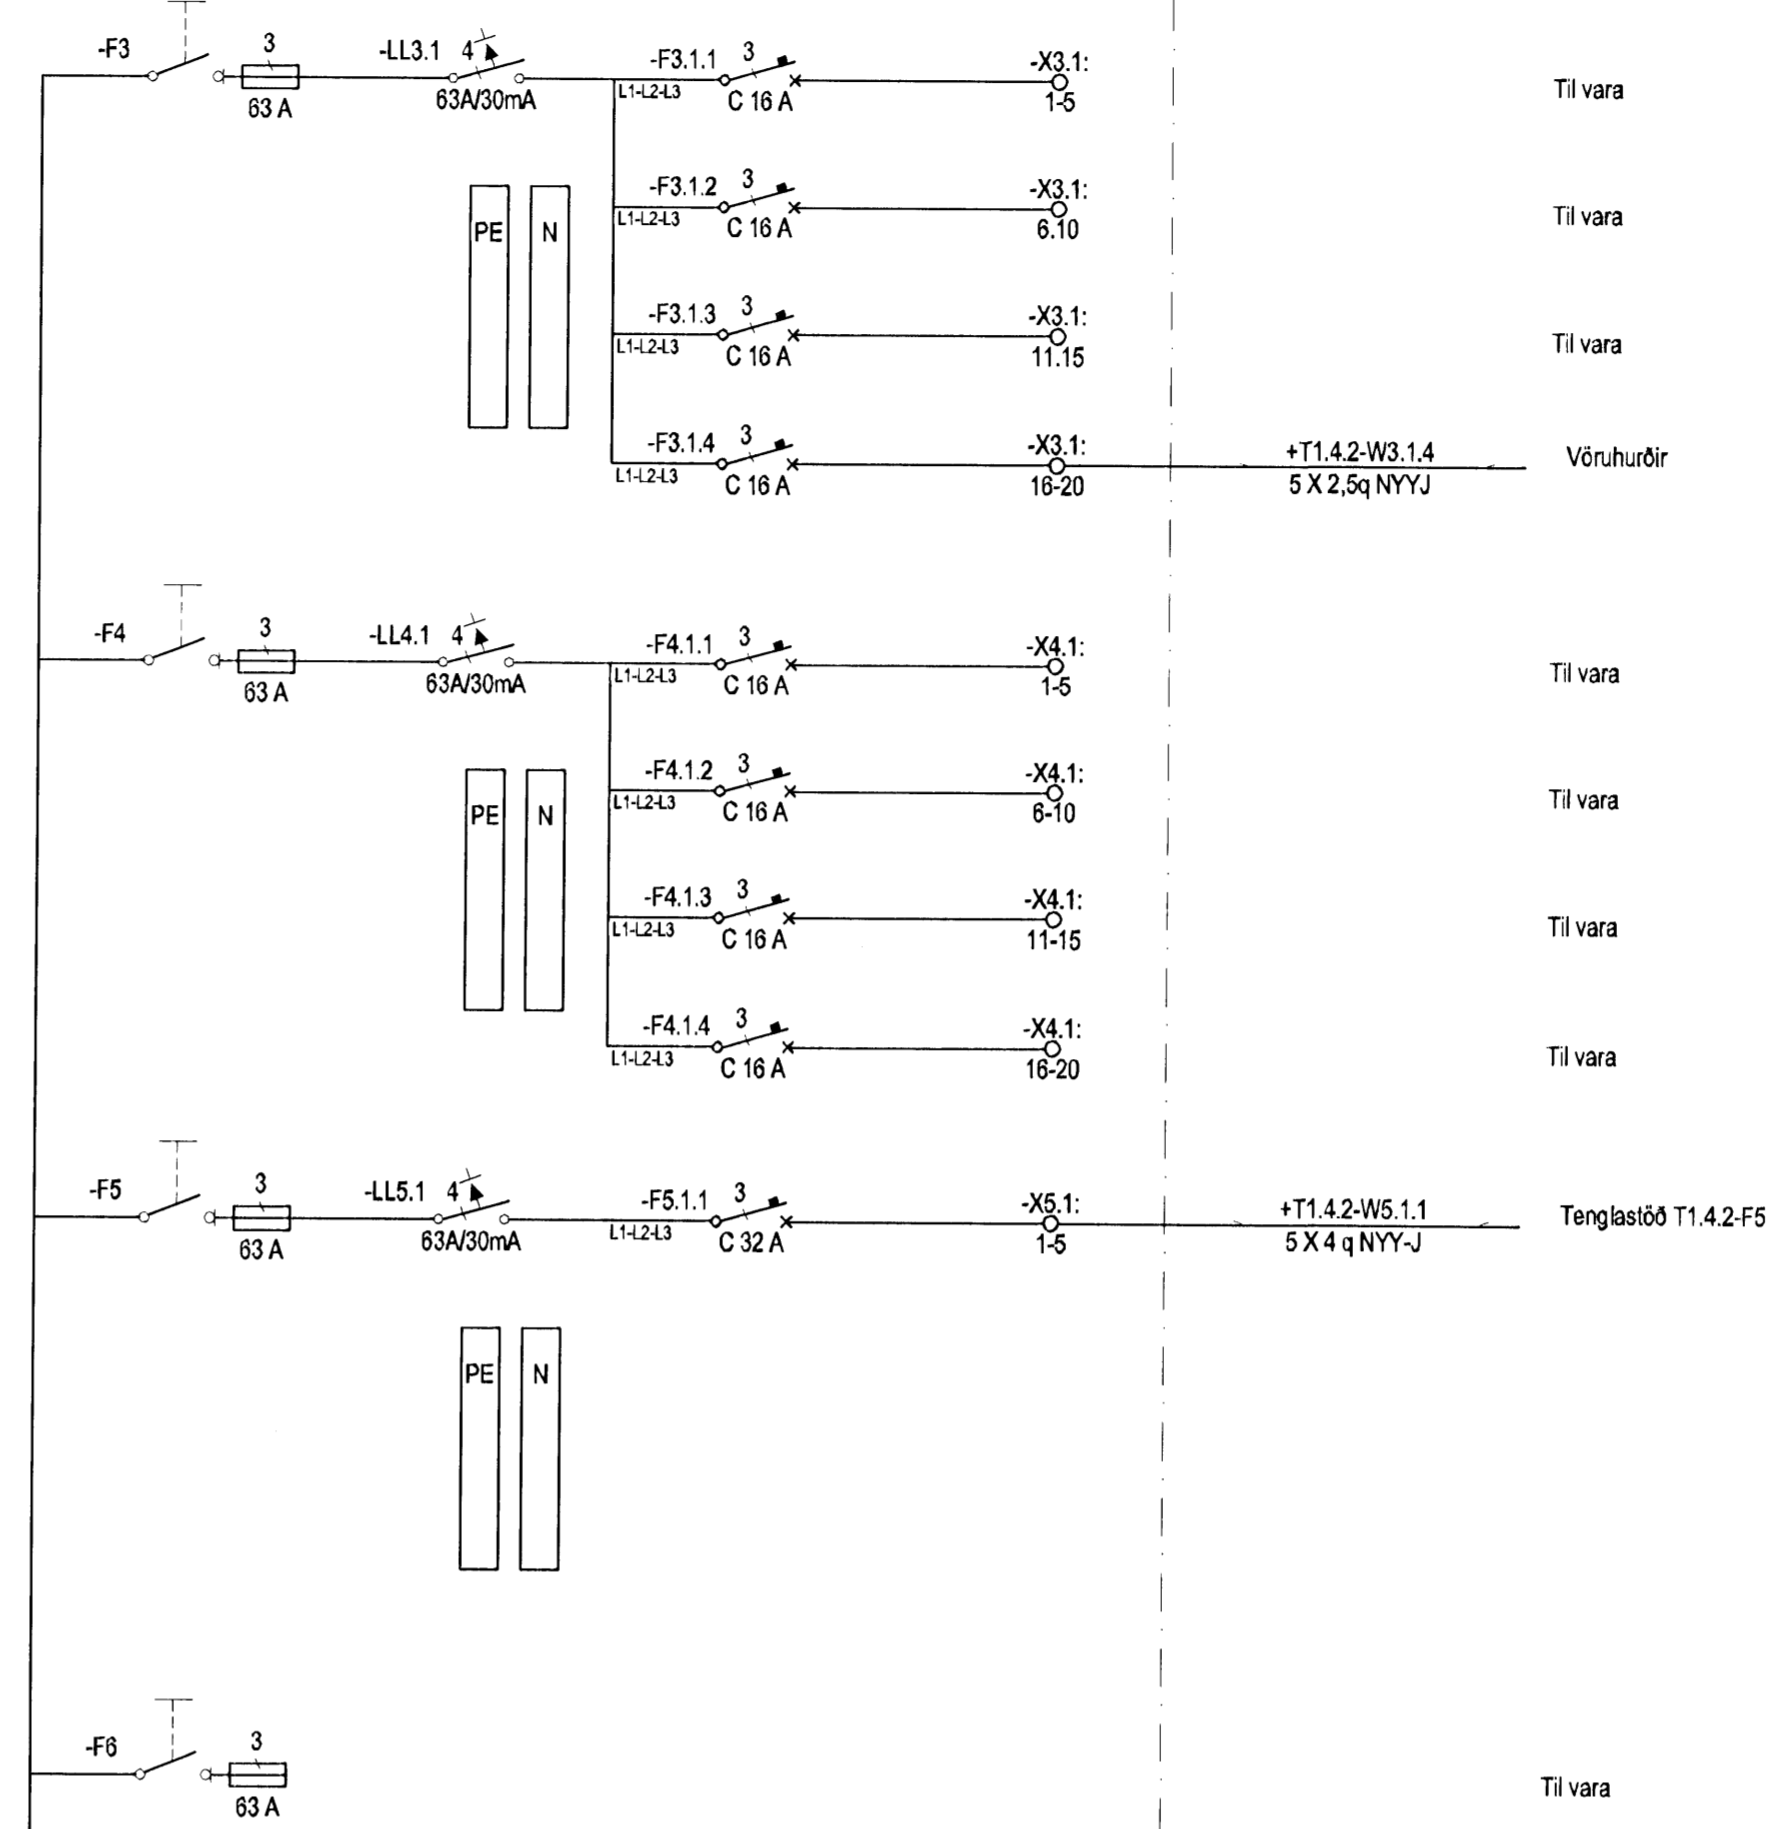 -F3 3 -LL3.1 4 -F3.1.1 3 -X3.1:
63 A 63A/30mA L1-L2-L3 C 16 A 1-5 Til vara
-F3.1.2 3 -X3.1:
PE N L1-L2-L3 C 16 A 6.10 Til vara
-F3.1.3 3 -X3.1:
L1-L2-L3 C 16 A 11.15 Til vara
-F3.1.4 3 -X3.1: +T1.4.2-W3.1.4 Vöruhurðir
L1-L2-L3 C 16 A 16-20 5 X 2,5q NYYJ
-F4 3 -LL4.1 4 -F4.1.1 3 -X4.1:
63 A 63A/30mA L1-L2-L3 C 16 A 1-5 Til vara
-F4.1.2 3 -X4.1:
PE N L1-L2-L3 C 16 A 6-10 Til vara
-F4.1.3 3 -X4.1:
L1-L2-L3 C 16 A 11-15 Til vara
-F4.1.4 3 -X4.1:
L1-L2-L3 C 16 A 16-20 Til vara
-F5 3 -LL5.1 4 -F5.1.1 3 -X5.1: +T1.4.2-W5.1.1 Tenglastöð T1.4.2-F5
63 A 63A/30mA L1-L2-L3 C 32 A 1-5 5 X 4 q NYY-J
PE N
-F6 3
63 A Til vara